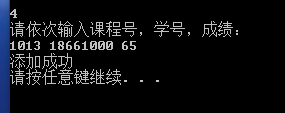 4
请依次输入课程号，学号，成绩：
1013 18661000 65
添加成功
请按任意键继续. . .